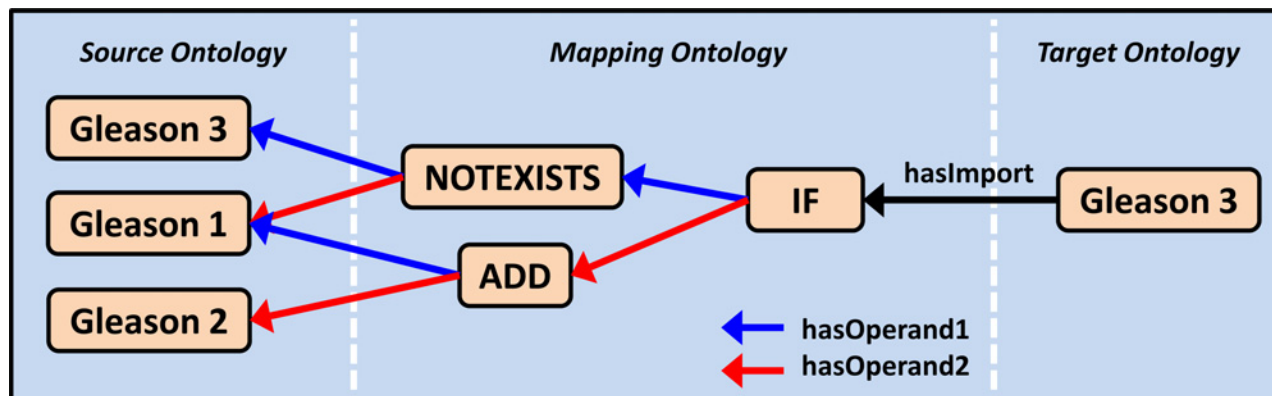 Source Ontology
Mapping Ontology
Target Ontology
Gleason 3
NOTEXISTS
IF
hasImport
Gleason 3
Gleason 1
ADD
Gleason 2
hasOperand1
hasOperand2